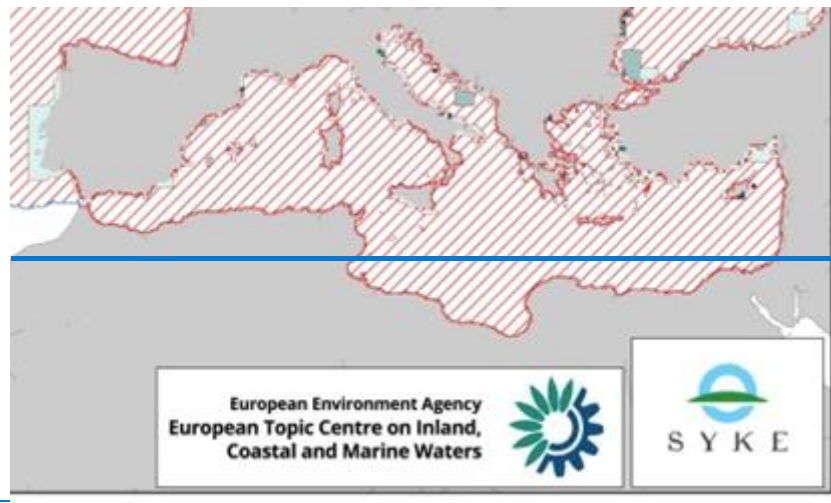 European Environment Agency
European Topic Centre on Inland,
Coastal and Marine Waters
SYKE